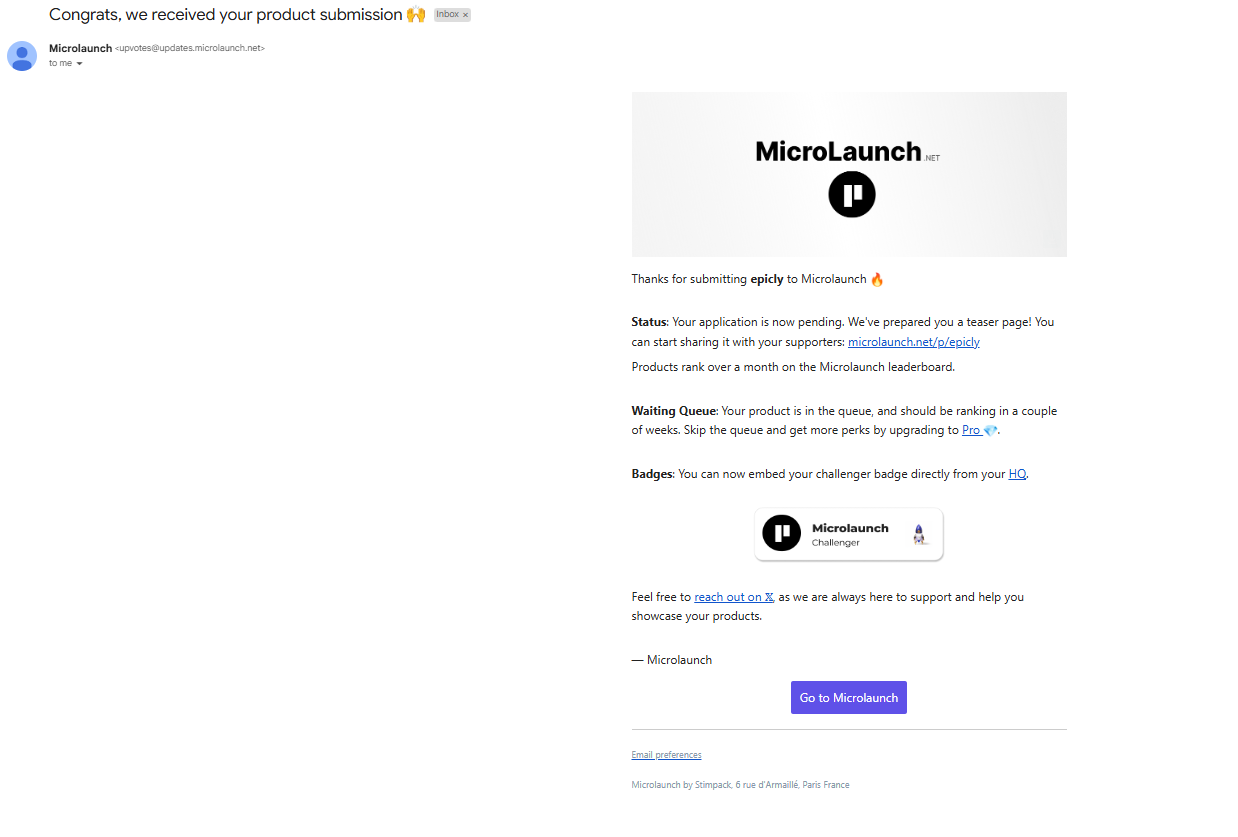 Congrats, we received your product submission 🙌 Inbox ×
Microlaunch <upvotes@updates.microlaunch.net>
to me
MicroLaunch.NET
Thanks for submitting epicly to Microlaunch 🔥
Status: Your application is now pending. We've prepared you a teaser page! You
can start sharing it with your supporters: microlaunch.net/p/epicly
Products rank over a month on the Microlaunch leaderboard.
Waiting Queue: Your product is in the queue, and should be ranking in a couple
of weeks. Skip the queue and get more perks by upgrading to Pro 💎.
Badges: You can now embed your challenger badge directly from your HQ.
Microlaunch
Challenger
Feel free to reach out on 𝕏, as we are always here to support and help you
showcase your products.
— Microlaunch
Go to Microlaunch
Email preferences
Microlaunch by Stimpack, 6 rue d'Armaillé, Paris France